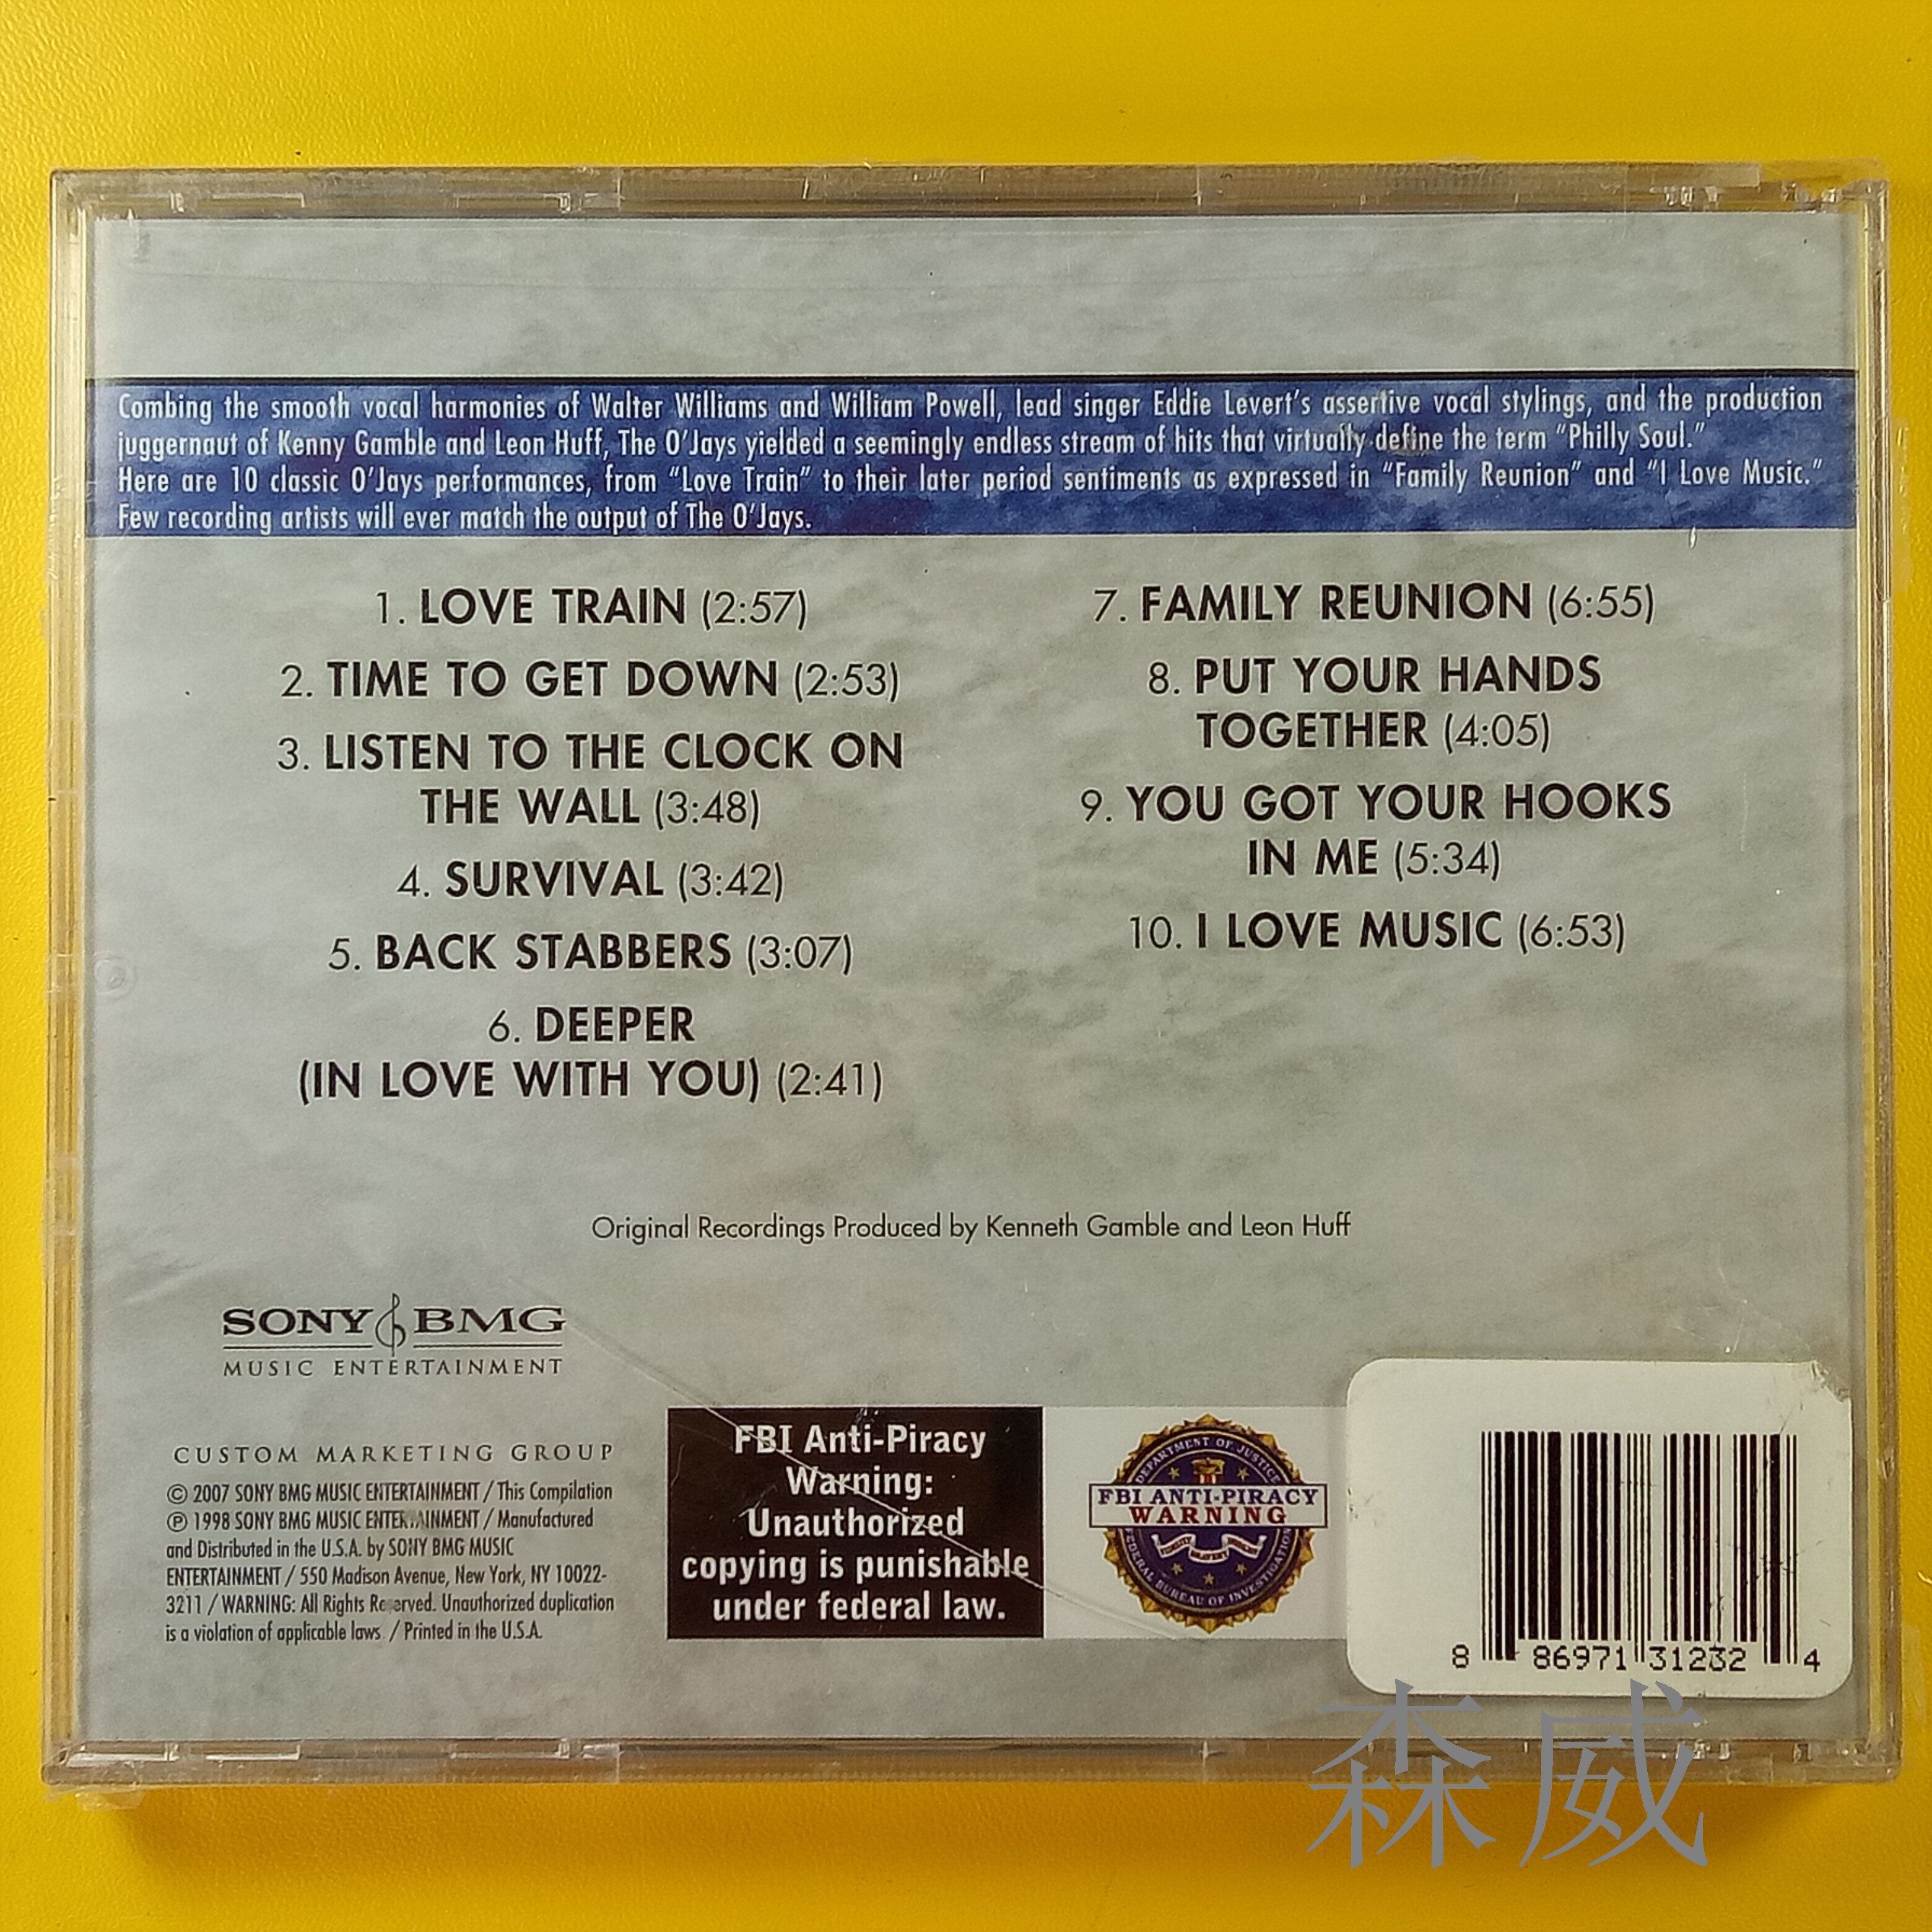 Combing the smooth vocal harmonies of Walter Williams and William Powell, lead singer Eddie Levert's assertive vocal stylings, and the production
juggernaut of Kenny Gamble and Leon Huff, The O'Jays yielded a seemingly endless stream of hits that virtually define the term “Philly Soul.”
Here are 10 classic O'Jays performances, from “Love Train” to their later period sentiments as expressed in “Family Reunion” and “I Love Music.”
Few recording artists will ever match the output of The O'Jays.
1. LOVE TRAIN (2:57)
2. TIME TO GET DOWN (2:53)
3. LISTEN TO THE CLOCK ON
THE WALL (3:48)
4. SURVIVAL (3:42)
5. BACK STABBERS (3:07)
6. DEEPER
(IN LOVE WITH YOU) (2:41)
7. FAMILY REUNION (6:55)
8. PUT YOUR HANDS
TOGETHER (4:05)
9. YOU GOT YOUR HOOKS
IN ME (5:34)
10. I LOVE MUSIC (6:53)
Original Recordings Produced by Kenneth Gamble and Leon Huff
SONY BMG
MUSIC ENTERTAINMENT
CUSTOM MARKETING GROUP
© 2007 SONY BMG MUSIC ENTERTAINMENT / This Compilation
℗ 1998 SONY BMG MUSIC ENTERTAINMENT / Manufactured
and Distributed in the U.S.A. by SONY BMG MUSIC
ENTERTAINMENT / 550 Madison Avenue, New York, NY 10022-
3211 / WARNING: All Rights Reserved. Unauthorized duplication
is a violation of applicable laws. / Printed in the U.S.A.
FBI Anti-Piracy
Warning:
Unauthorized
copying is punishable
under federal law.
DEPARTMENT OF JUSTICE
FBI ANTI-PIRACY
WARNING
FIDELITY BRAVERY INTEGRITY
FEDERAL BUREAU OF INVESTIGATION
8 86971 31232 4
森威